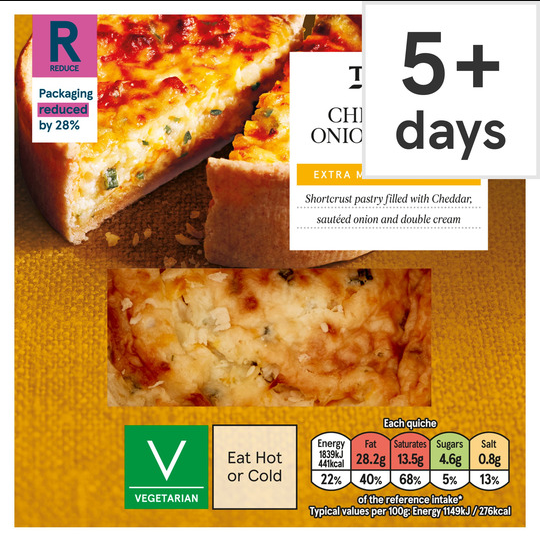 R
REDUCE
Packaging
reduced
by 28%
5+
days
EXTRA
Shortcrust pastry filled with Cheddar,
sautéed onion and double cream
V
VEGETARIAN
Eat Hot
or Cold
Each quiche
Energy
1839kJ
441kcal
22%
Fat
28.2g
40%
Saturates
13.5g
68%
Sugars
4.6g
5%
Salt
0.8g
13%
of the reference intake*
Typical values per 100g: Energy 1149kJ / 276kcal